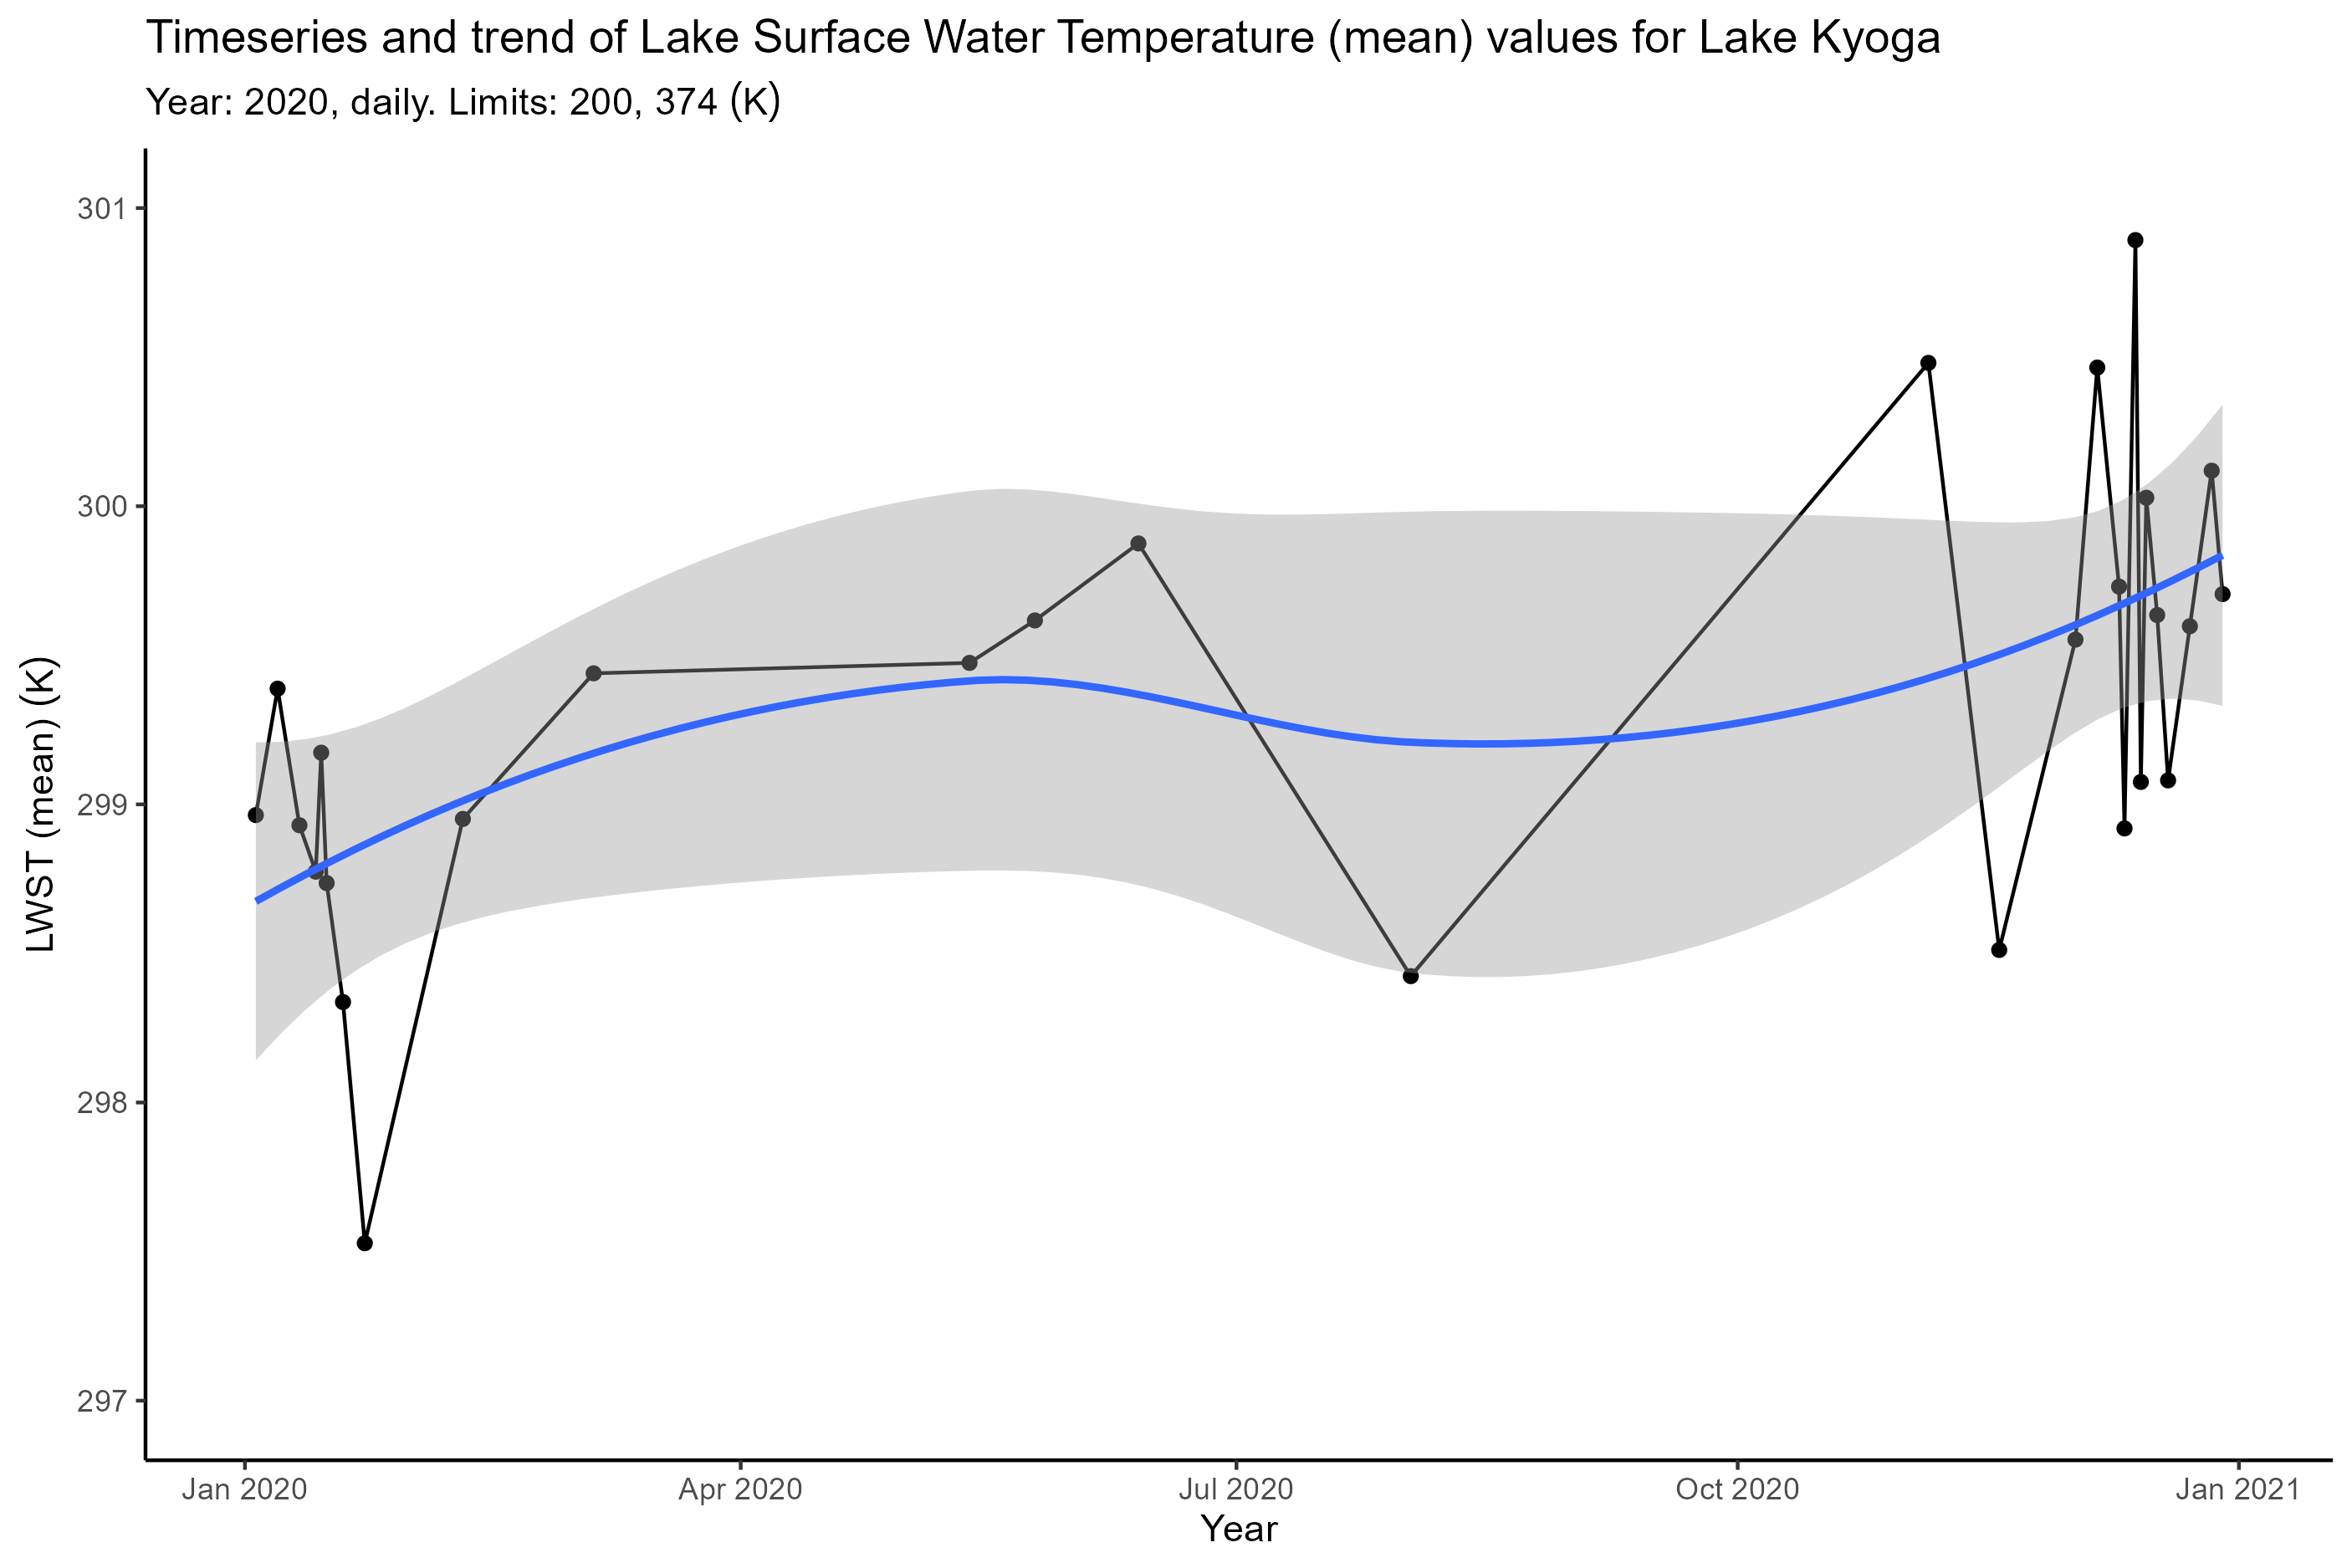 Timeseries and trend of Lake Surface Water Temperature (mean) values for Lake Kyoga
Year: 2020, daily. Limits: 200, 374 (K)
LWST (mean) (K)
301
300
299
298
297
Jan 2020
Apr 2020
Jul 2020
Oct 2020
Jan 2021
Year